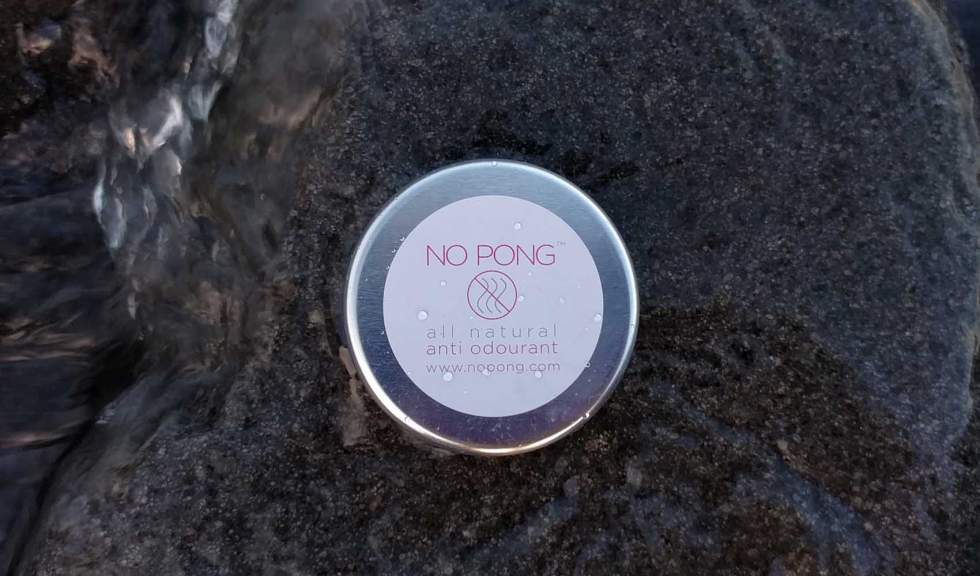 NO PONG™
all natural
anti odourant
www.nopong.com